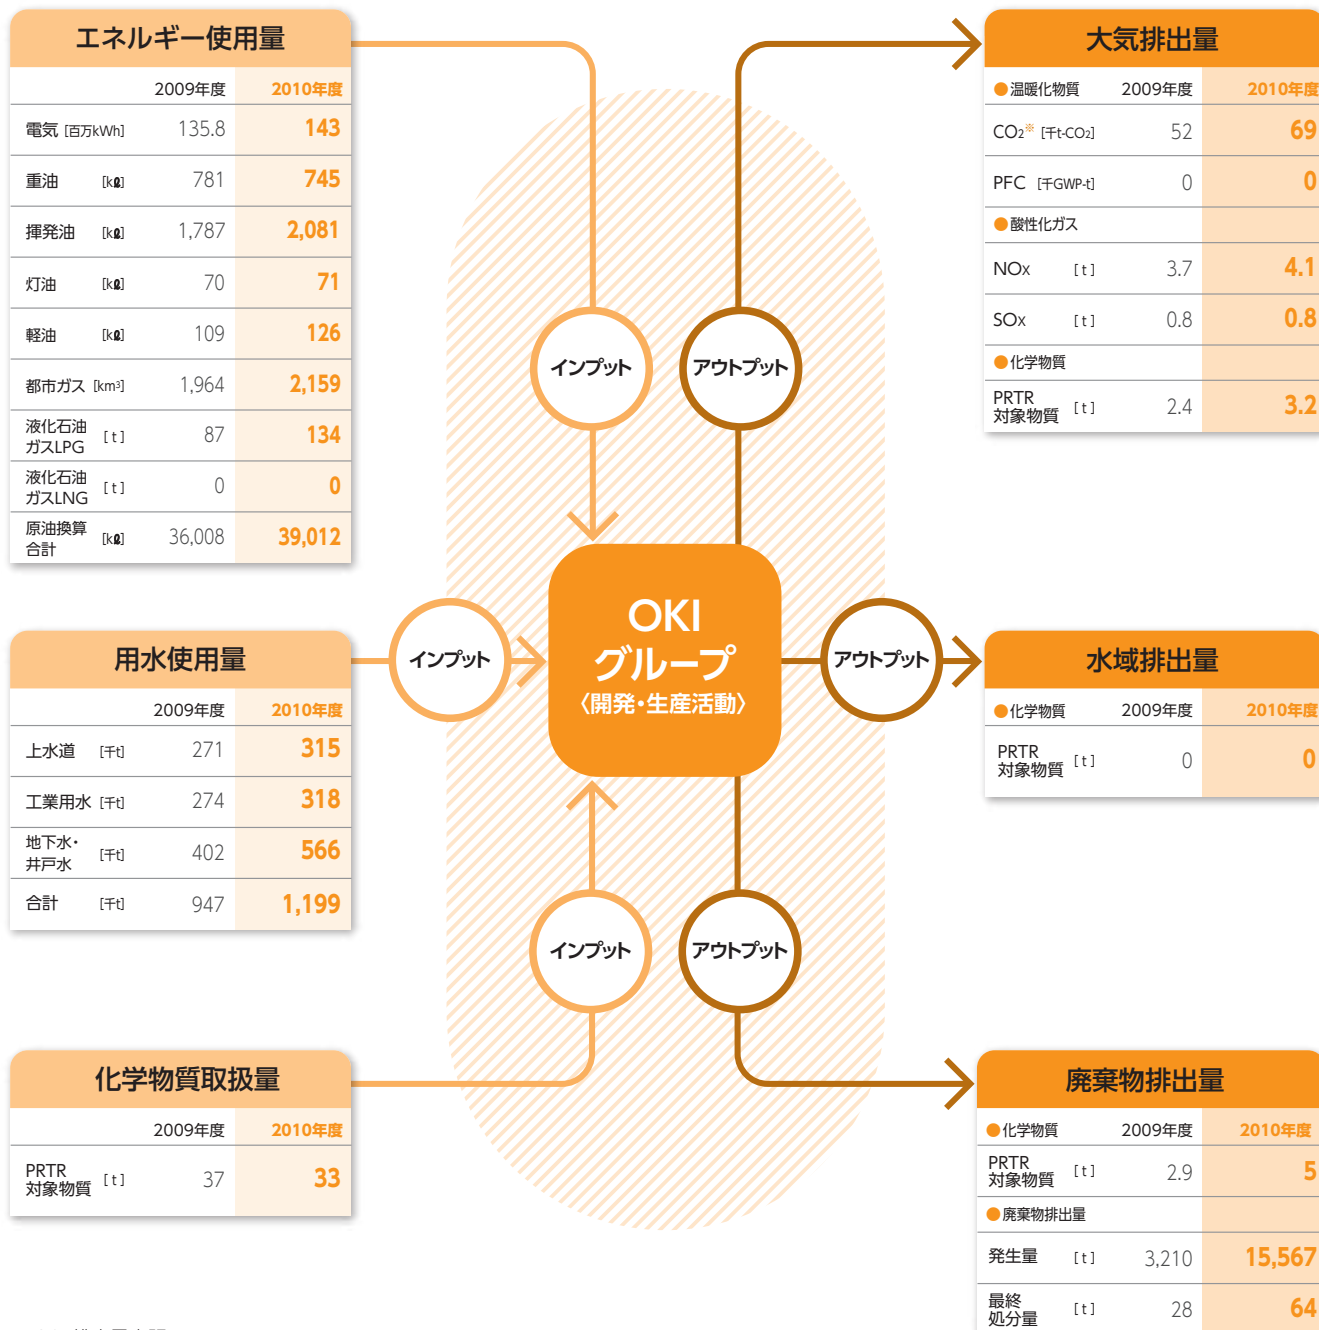 エネルギー使用量
2009年度 2010年度
電気 [百万kWh] 135.8 143
重油 [kℓ] 781 745
揮発油 [kℓ] 1,787 2,081
灯油 [kℓ] 70 71
軽油 [kℓ] 109 126
都市ガス [km³] 1,964 2,159
液化石油
ガスLPG [t] 87 134
液化石油
ガスLNG [t] 0 0
原油換算
合計 [kℓ] 36,008 39,012
用水使用量
2009年度 2010年度
上水道 [千t] 271 315
工業用水 [千t] 274 318
地下水・
井戸水 [千t] 402 566
合計 [千t] 947 1,199
化学物質取扱量
2009年度 2010年度
PRTR
対象物質 [t] 37 33
インプット
インプット
インプット
OKI
グループ
〈開発・生産活動〉
アウトプット
アウトプット
アウトプット
大気排出量
●温暖化物質 2009年度 2010年度
CO₂※ [千t-CO₂] 52 69
PFC [千GWP-t] 0 0
●酸性化ガス
NOx [t] 3.7 4.1
SOx [t] 0.8 0.8
●化学物質
PRTR
対象物質 [t] 2.4 3.2
水域排出量
●化学物質 2009年度 2010年度
PRTR
対象物質 [t] 0 0
廃棄物排出量
●化学物質 2009年度 2010年度
PRTR
対象物質 [t] 2.9 5
●廃棄物排出量
発生量 [t] 3,210 15,567
最終
処分量 [t] 28 64